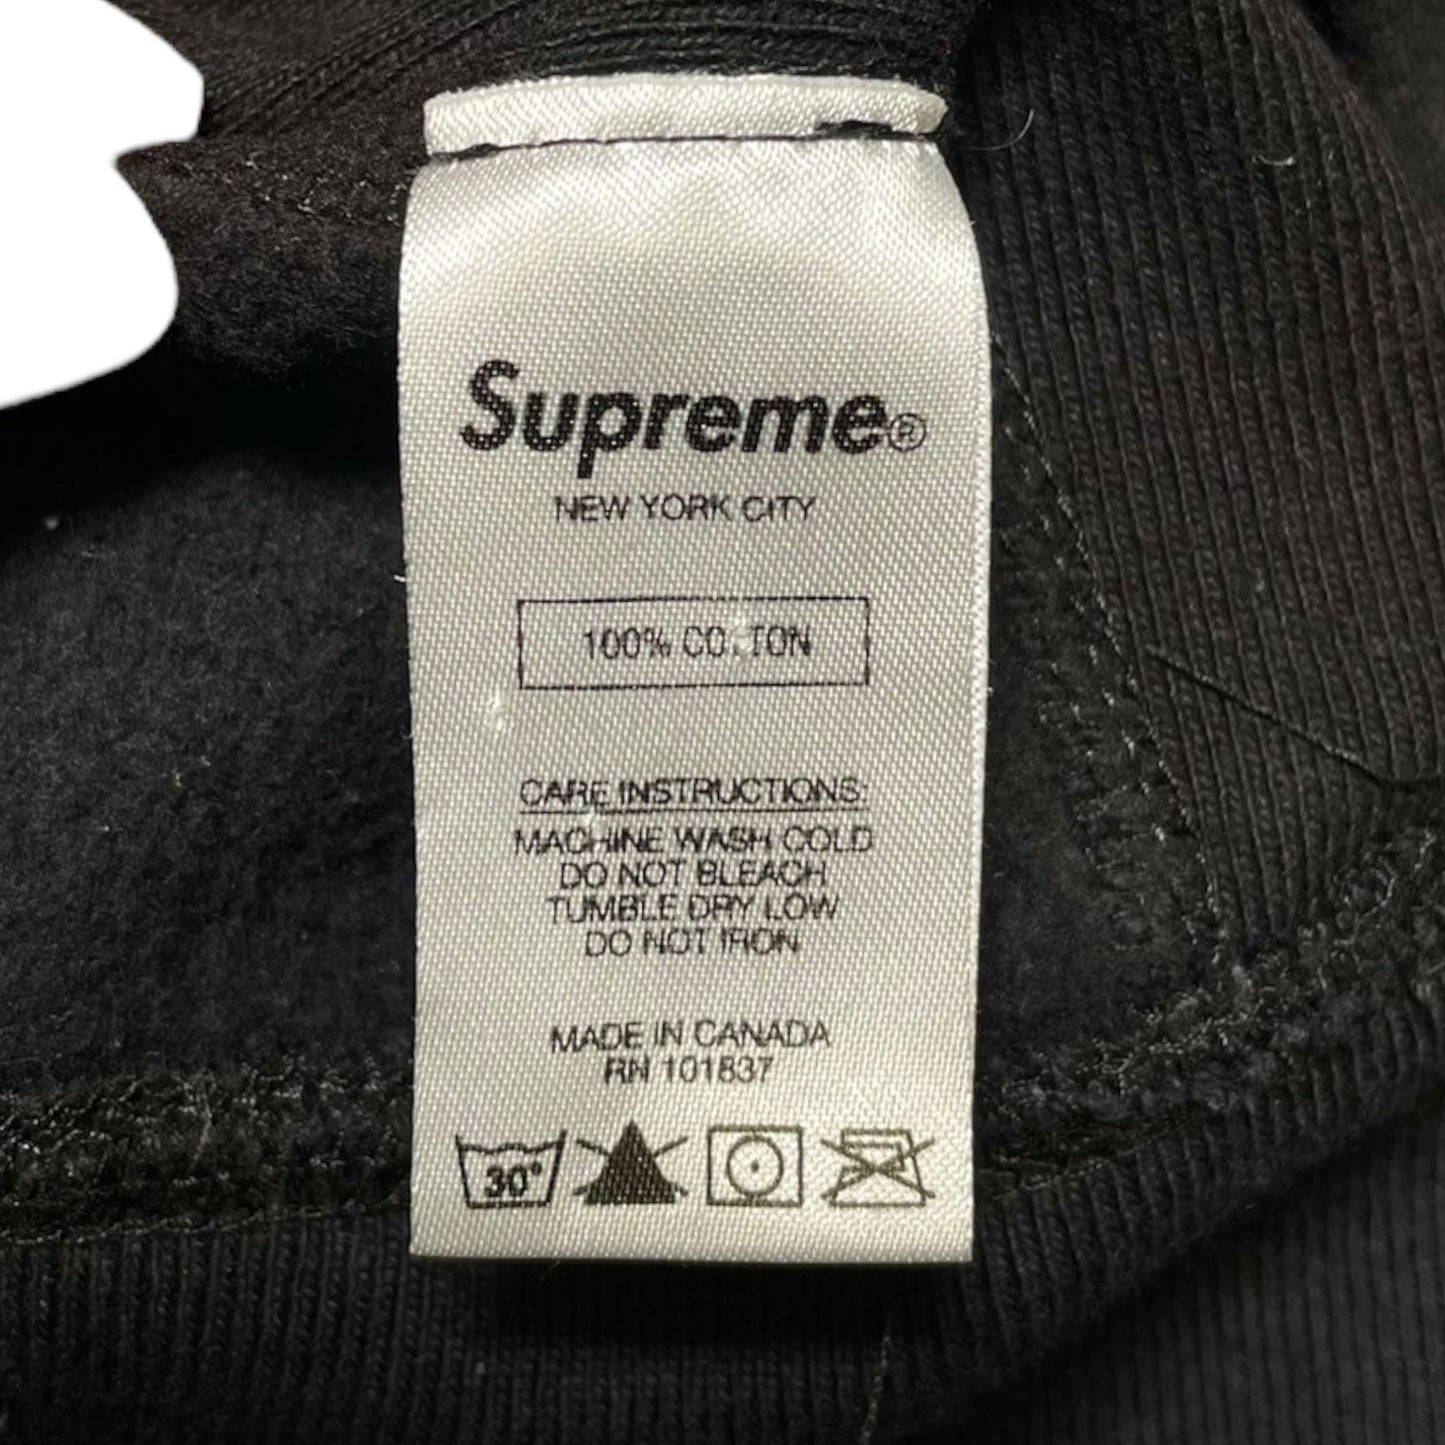 Supreme®
NEW YORK CITY
100% COTTON
CARE INSTRUCTIONS:
MACHINE WASH COLD
DO NOT BLEACH
TUMBLE DRY LOW
DO NOT IRON
MADE IN CANADA
RN 101837
30°